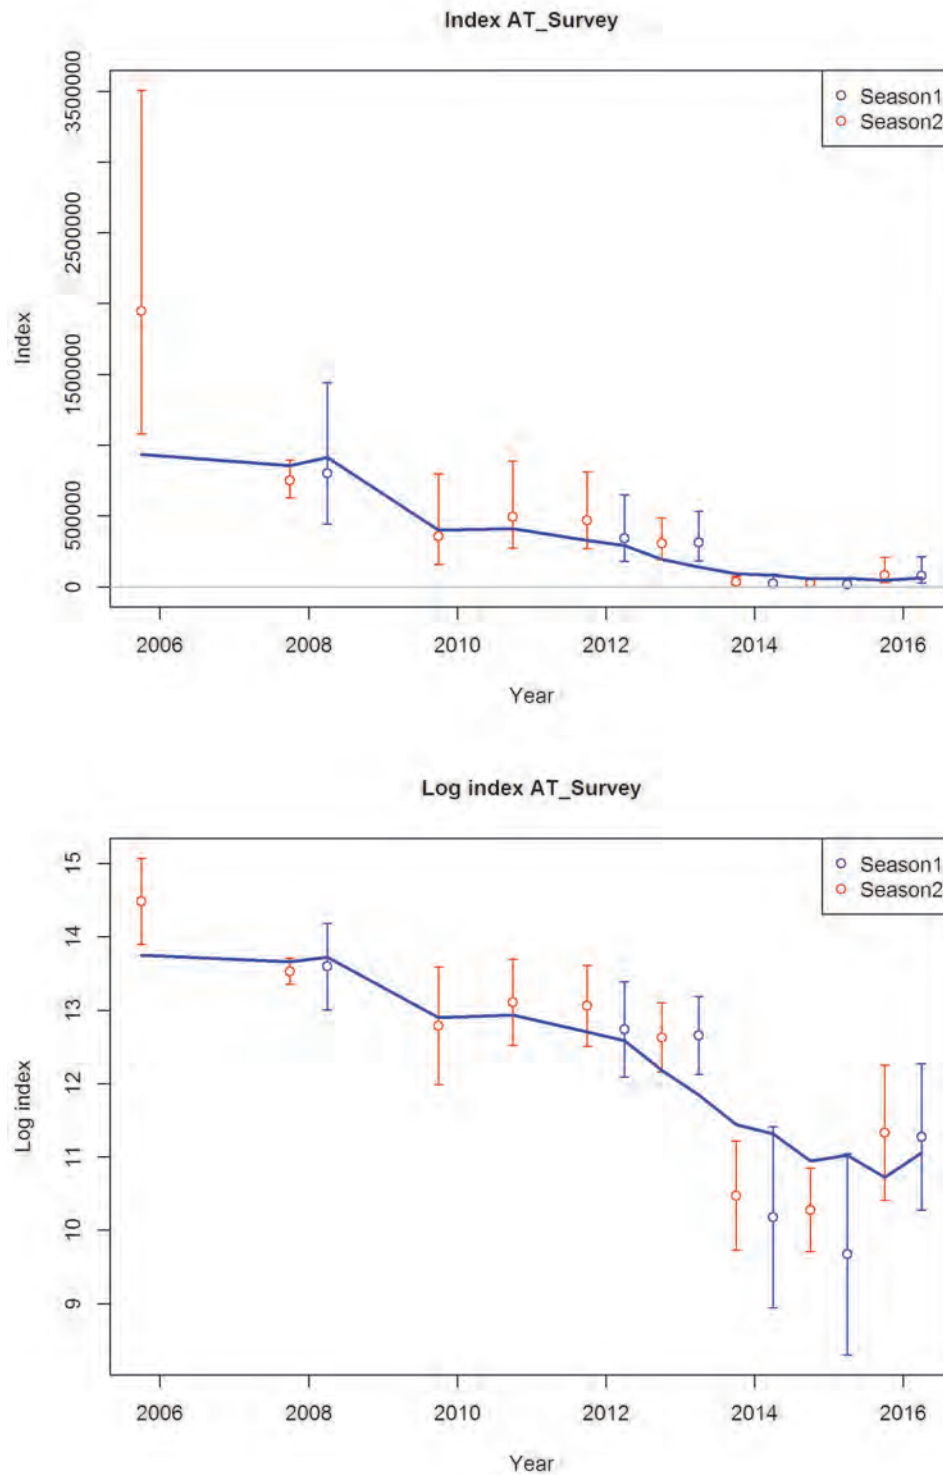 Index AT_Survey
Season1
Season2
3500000
2500000
1500000
500000
0
Index
2006 2008 2010 2012 2014 2016
Year
Log index AT_Survey
Season1
Season2
15
14
13
12
11
10
9
Log index
2006 2008 2010 2012 2014 2016
Year